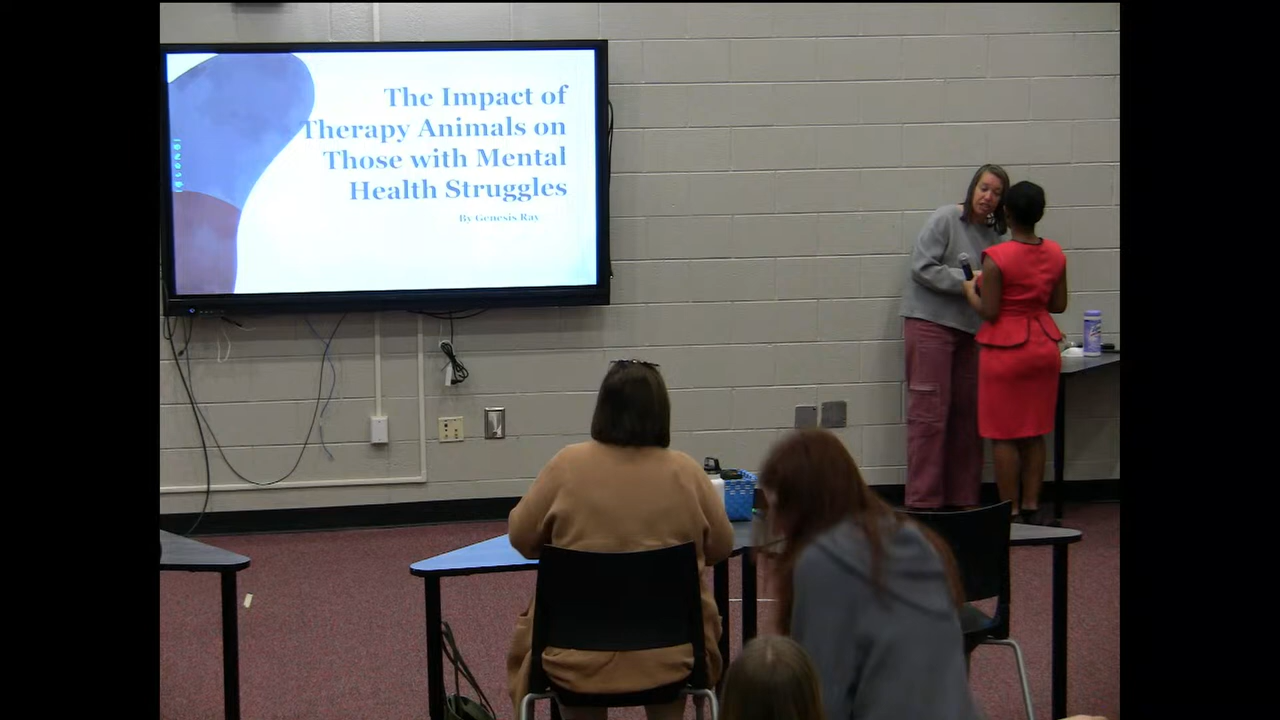 The Impact of
Therapy Animals on
Those with Mental
Health Struggles
By Genesis Ray